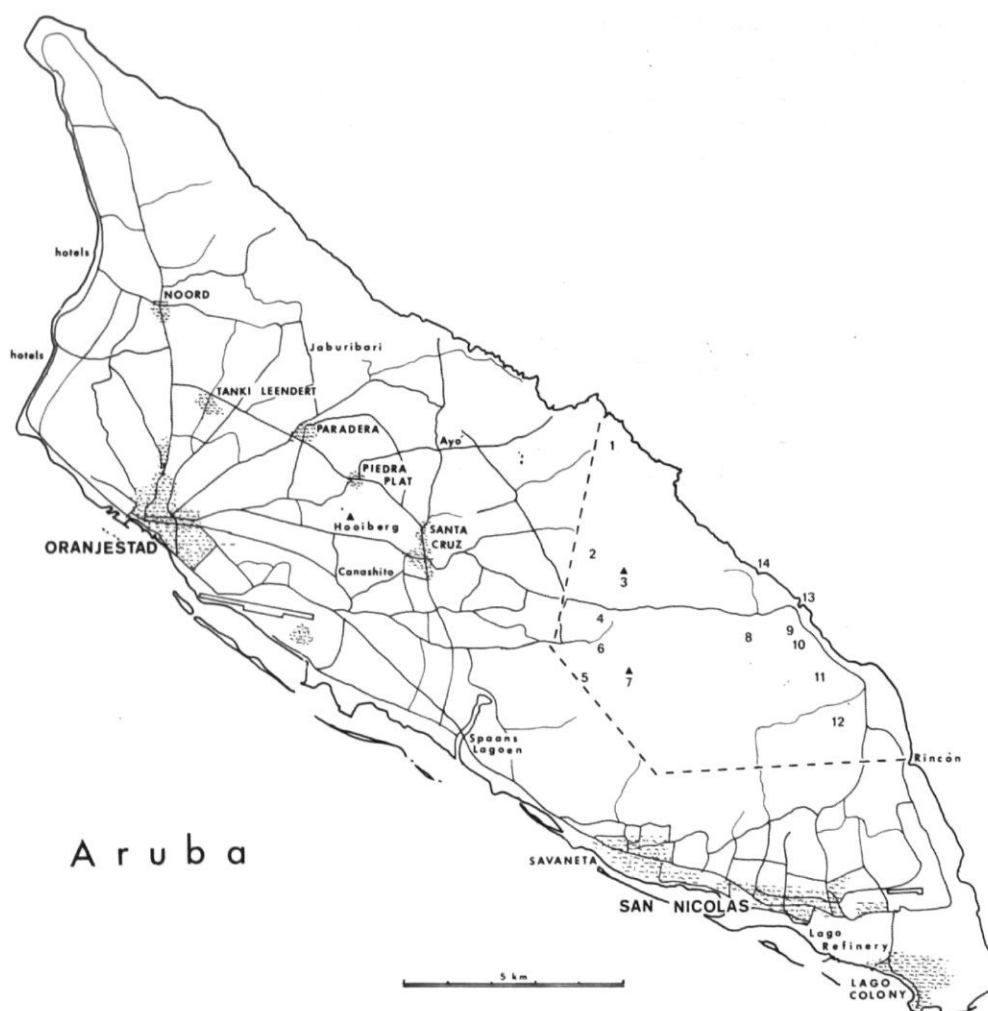 hotels
NOORD
hotels
Jaburibari
TANKI LEENDERT
PARADERA
Ayo
1
PIEDRA
PLAT
Hooiberg
SANTA
CRUZ
ORANJESTAD
2
Canashito
3
14
13
4
8
9
10
6
5
7
11
12
Spaans
Lagoen
Rincón
Aruba
SAVANETA
SAN NICOLAS
Lago
Refinery
5 km
LAGO
COLONY